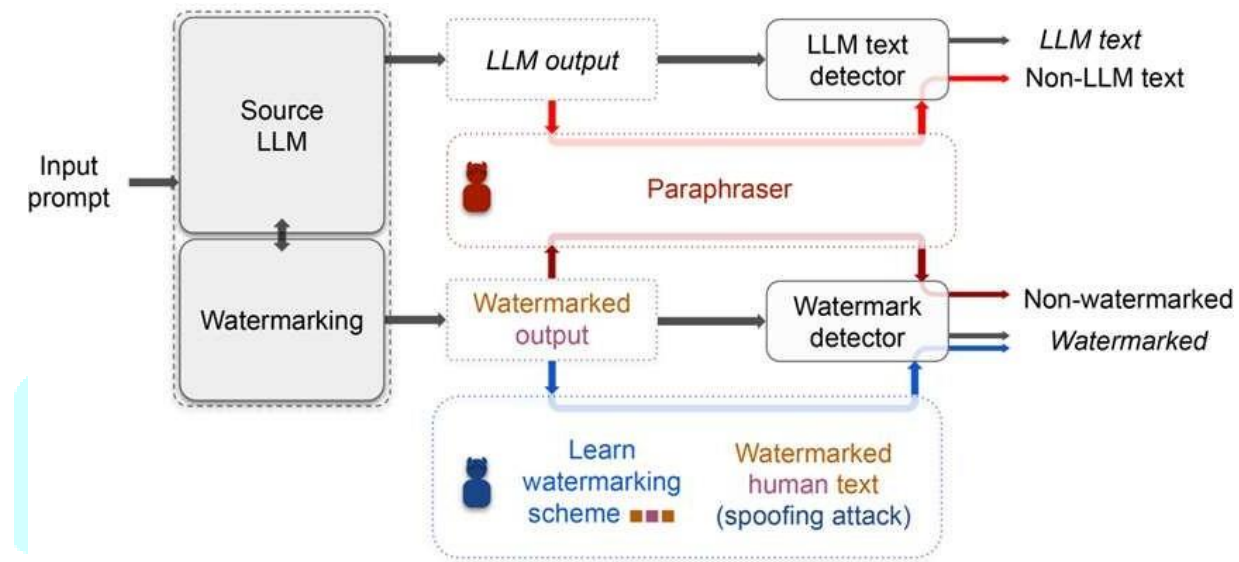 Input
prompt
Source
LLM
Watermarking
LLM output
LLM text
detector
LLM text
Non-LLM text
Paraphraser
Watermarked
output
Watermark
detector
Non-watermarked
Watermarked
Learn
watermarking
scheme
Watermarked
human text
(spoofing attack)